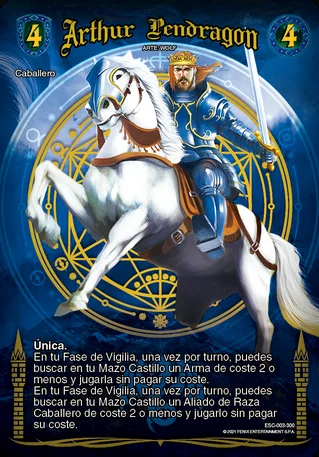 4 Arthur Pendragon 4
ARTE: WOLF
Caballero
Única.
En tu Fase de Vigilia, una vez por turno, puedes
buscar en tu Mazo Castillo un Arma de coste 2 o
menos y jugarla sin pagar su coste.
En tu Fase de Vigilia, una vez por turno, puedes
buscar en tu Mazo Castillo un Aliado de Raza
Caballero de coste 2 o menos y jugarlo sin pagar
su coste.
ESC-003-300
© 2021 FENIX ENTERTAINMENT S.P.A.